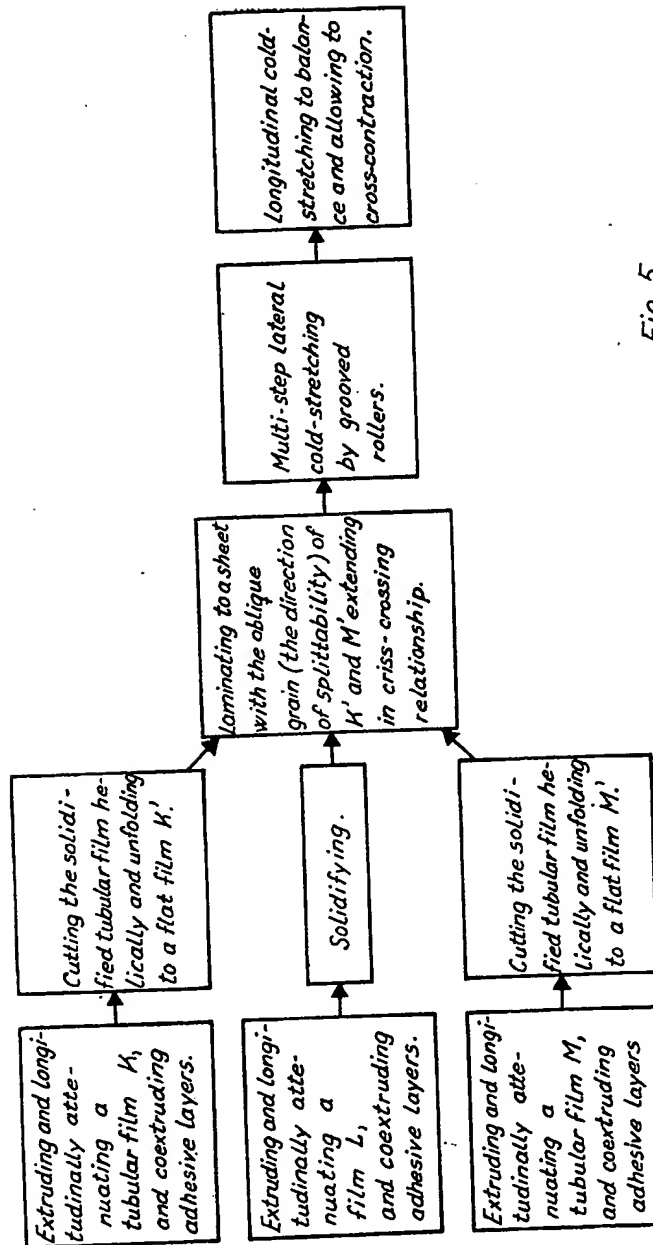 Extruding and longi-
tudinally atte-
nuating a
tubular film K,
and coextruding
adhesive layers.
Cutting the solidi-
fied tubular film he-
lically and unfolding
to a flat film K'.
Extruding and longi-
tudinally atte-
nuating a
film L,
and coextruding
adhesive layers.
Solidifying.
Extruding and longi-
tudinally atte-
nuating a
tubular film M,
and coextruding
adhesive layers
Cutting the solidi-
fied tubular film he-
lically and unfolding
to a flat film M.'
Laminating to a sheet
with the oblique
grain (the direction
of splittability) of
K' and M' extending
in criss-crossing
relationship.
Multi-step lateral
cold-stretching
by grooved
rollers.
Longitudinal cold-
stretching to balan-
ce and allowing to
cross-contraction.
Fig. 5